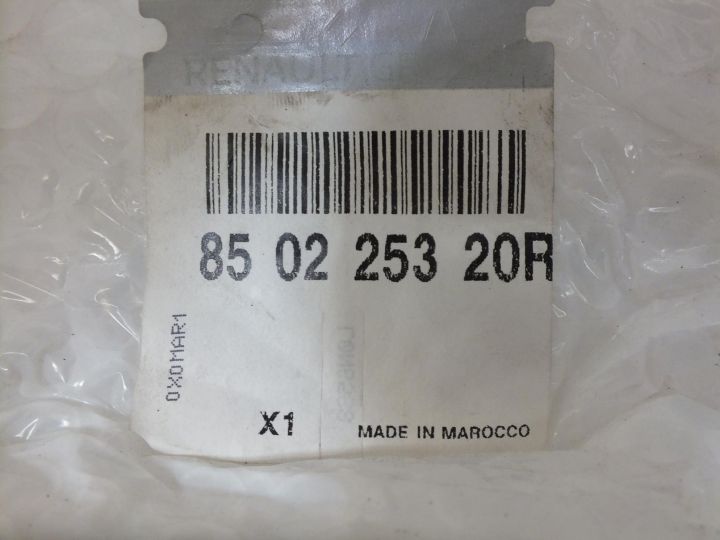 RENAULT
85 02 253 20R
0X0MAR1
X1
MADE IN MAROCCO